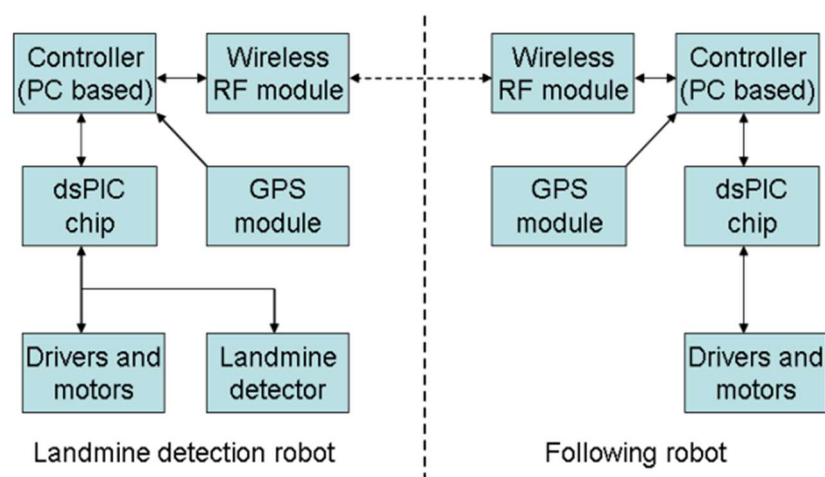 Controller
(PC based)
Wireless
RF module
Wireless
RF module
Controller
(PC based)
dsPIC
chip
GPS
module
GPS
module
dsPIC
chip
Drivers and
motors
Landmine
detector
Drivers and
motors
Landmine detection robot
Following robot